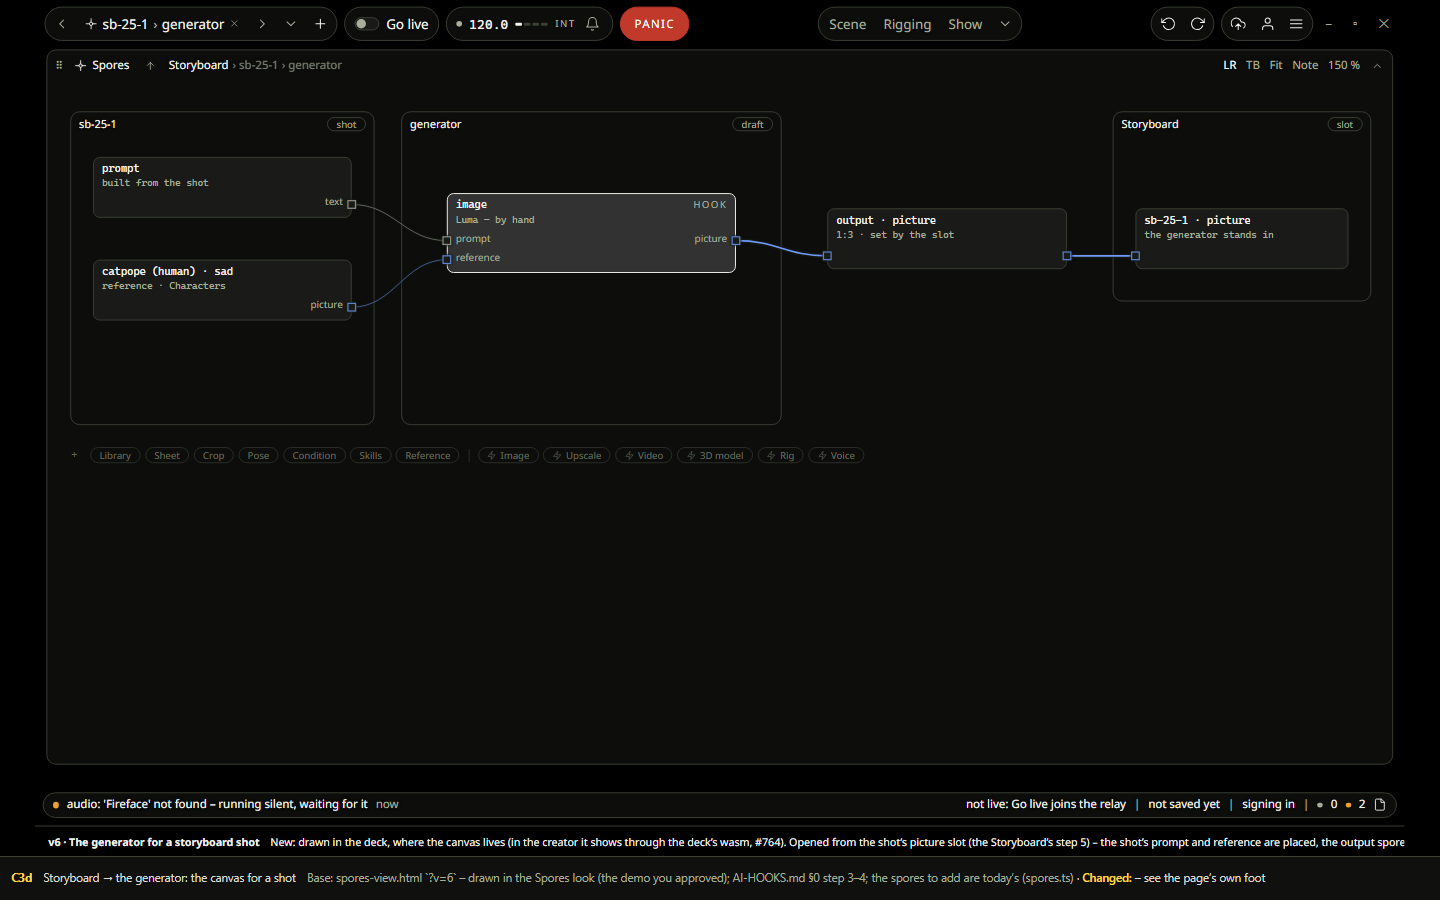 sb-25-1 › generator ×
Go live
120.0 INT
PANIC
Scene Rigging Show
Spores ↑ Storyboard › sb-25-1 › generator
LR TB Fit Note 150 %
sb-25-1 shot
prompt
built from the shot
text
catpope (human) · sad
reference · Characters
picture
generator draft
image HOOK
Luma — by hand
prompt picture
reference
output · picture
1:3 · set by the slot
Storyboard slot
sb-25-1 · picture
the generator stands in
+ Library Sheet Crop Pose Condition Skills Reference | Image Upscale Video 3D model Rig Voice
audio: 'Fireface' not found – running silent, waiting for it now
not live: Go live joins the relay | not saved yet | signing in | 0 2
v6 · The generator for a storyboard shot New: drawn in the deck, where the canvas lives (in the creator it shows through the deck's wasm, #764). Opened from the shot's picture slot (the Storyboard's step 5) – the shot's prompt and reference are placed, the output spore
C3d Storyboard → the generator: the canvas for a shot Base: spores-view.html `?v=6` – drawn in the Spores look (the demo you approved); AI-HOOKS.md §0 step 3–4; the spores to add are today's (spores.ts) · Changed: – see the page's own foot